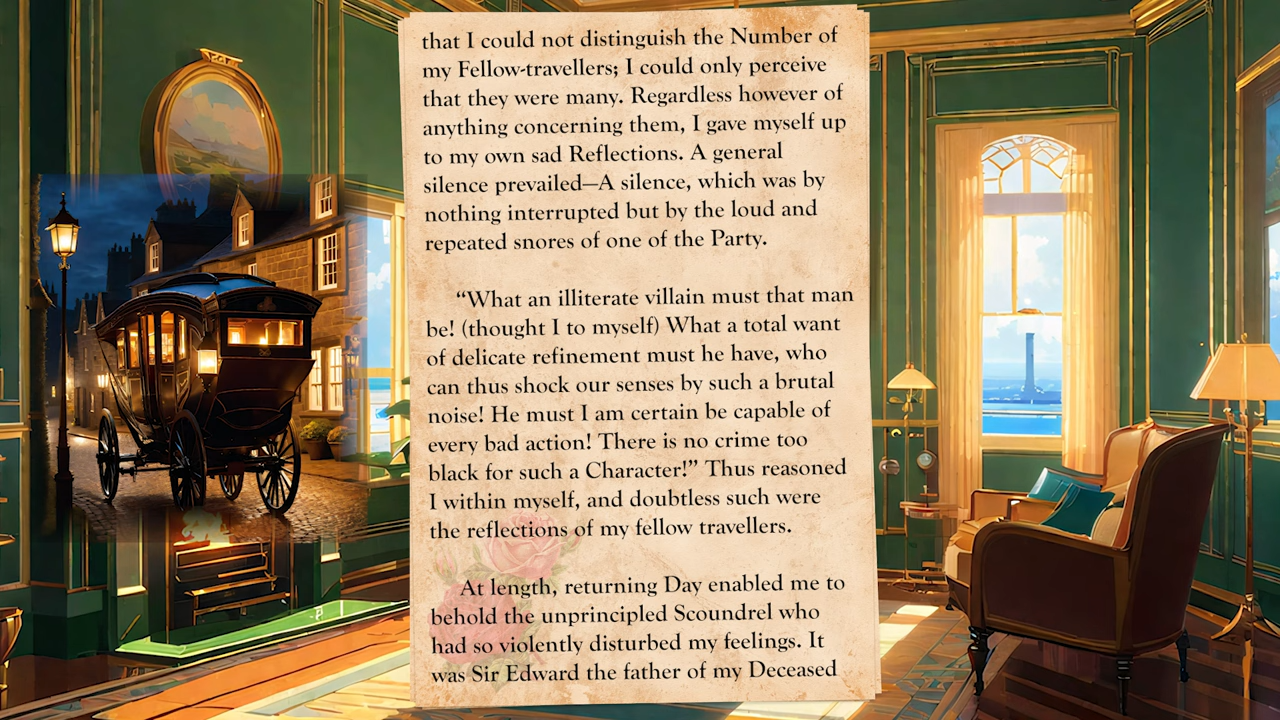 that I could not distinguish the Number of
my Fellow-travellers; I could only perceive
that they were many. Regardless however of
anything concerning them, I gave myself up
to my own sad Reflections. A general
silence prevailed—A silence, which was by
nothing interrupted but by the loud and
repeated snores of one of the Party.
“What an illiterate villain must that man
be! (thought I to myself) What a total want
of delicate refinement must he have, who
can thus shock our senses by such a brutal
noise! He must I am certain be capable of
every bad action! There is no crime too
black for such a Character!” Thus reasoned
I within myself, and doubtless such were
the reflections of my fellow travellers.
At length, returning Day enabled me to
behold the unprincipled Scoundrel who
had so violently disturbed my feelings. It
was Sir Edward the father of my Deceased